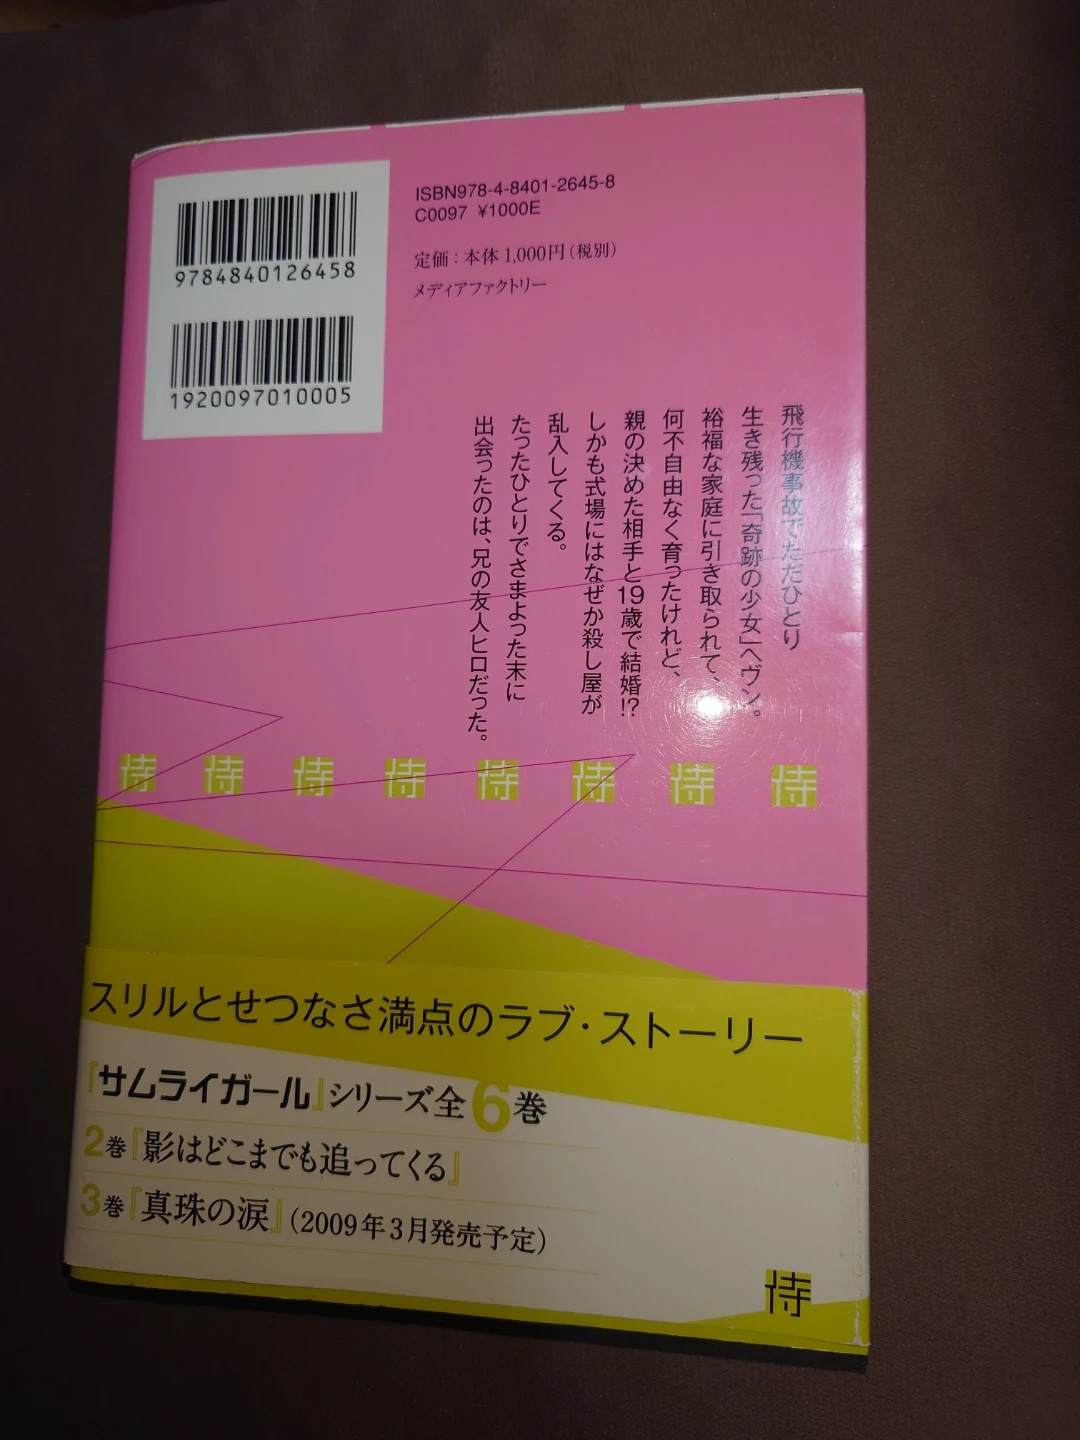 9784840126458
1920097010005
ISBN978-4-8401-2645-8
C0097 ¥1000E
定価：本体1,000円（税別）
メディアファクトリー
飛行機事故でただひとり
生き残った「奇跡の少女」ヘヴン。
裕福な家庭に引き取られて、
何不自由なく育ったけれど、
親の決めた相手と19歳で結婚!?
しかも式場にはなぜか殺し屋が
乱入してくる。
たったひとりでさまよった末に
出会ったのは、兄の友人ヒロだった。
侍 侍 侍 侍 侍 侍 侍 侍
スリルとせつなさ満点のラブ・ストーリー
『サムライガール』シリーズ全6巻
2巻『影はどこまでも追ってくる』
3巻『真珠の涙』（2009年3月発売予定）
侍